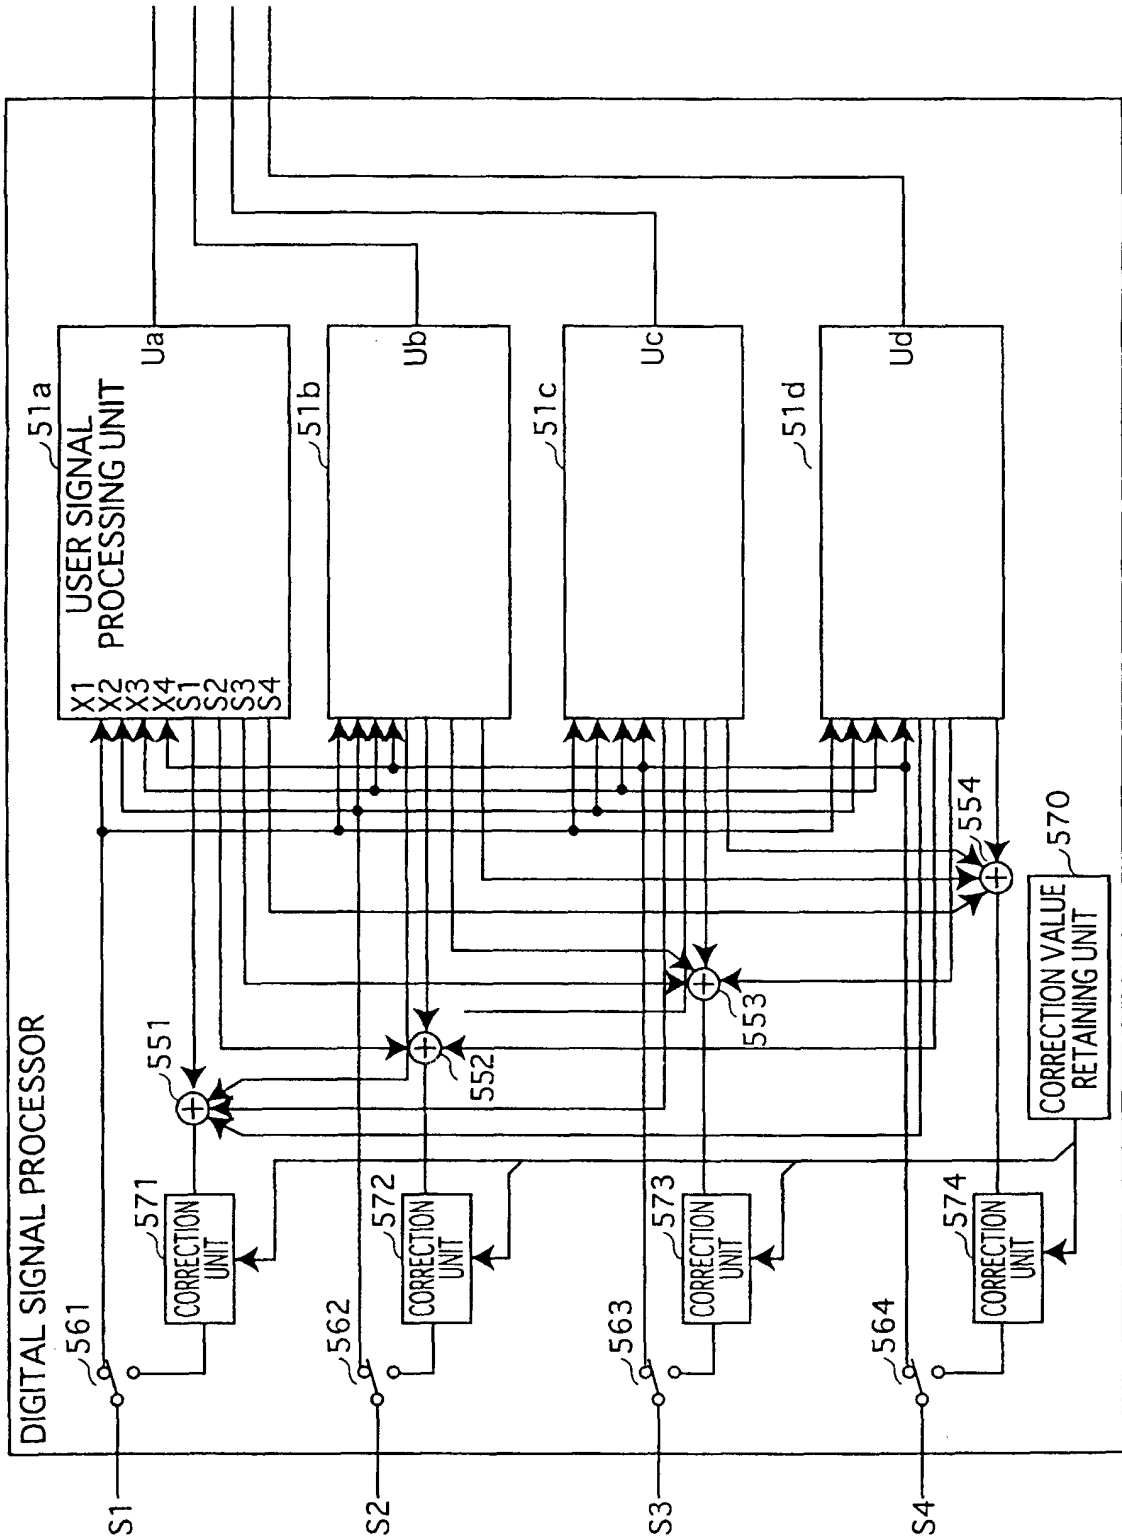 DIGITAL SIGNAL PROCESSOR
S1
S2
S3
S4
561
562
563
564
571
CORRECTION
UNIT
572
CORRECTION
UNIT
573
CORRECTION
UNIT
574
CORRECTION
UNIT
551
552
553
554
570
CORRECTION VALUE
RETAINING UNIT
51a
USER SIGNAL
PROCESSING UNIT
X1
X2
X3
X4
S1
S2
S3
S4
Ua
51b
Ub
51c
Uc
51d
Ud